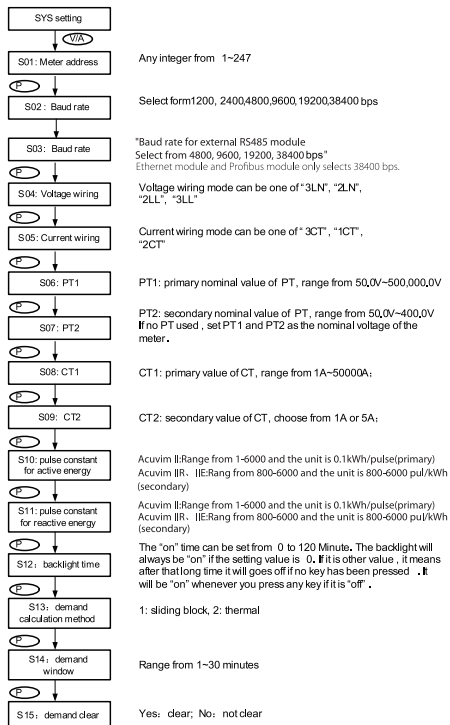 SYS setting
V/A
S01: Meter address
Any integer from 1~247
P
S02: Baud rate
Select form1200, 2400,4800,9600,19200,38400 bps
S03: Baud rate
"Baud rate for external RS485 module
Select from 4800, 9600, 19200, 38400 bps"
Ethernet module and Profibus module only selects 38400 bps.
P
S04: Voltage wiring
Voltage wiring mode can be one of "3LN", "2LN",
"2LL", "3LL"
P
S05: Current wiring
Current wiring mode can be one of " 3CT", "1CT",
"2CT"
P
S06: PT1
PT1: primary nominal value of PT, range from 50.0V~500,000.0V
P
S07: PT2
PT2: secondary nominal value of PT, range from 50.0V~400.0V
If no PT used , set PT1 and PT2 as the nominal voltage of the
meter.
P
S08: CT1
CT1: primary value of CT, range from 1A~50000A;
P
S09: CT2
CT2: secondary value of CT, choose from 1A or 5A;
P
S10: pulse constant
for active energy
Acuvim II:Range from 1-6000 and the unit is 0.1kWh/pulse(primary)
Acuvim IIR、IIE:Rang from 800-6000 and the unit is 800-6000 pul/kWh
(secondary)
P
S11: pulse constant
for reactive energy
Acuvim II:Range from 1-6000 and the unit is 0.1kWh/pulse(primary)
Acuvim IIR、IIE:Rang from 800-6000 and the unit is 800-6000 pul/kWh
(secondary)
P
S12: backlight time
The "on" time can be set from 0 to 120 Minute. The backlight will
always be "on" if the setting value is 0. If it is other value , it means
after that long time it will goes off if no key has been pressed . It
will be "on" whenever you press any key if it is "off" .
P
S13: demand
calculation method
1: sliding block, 2: thermal
P
S14: demand
window
Range from 1~30 minutes
P
S15: demand clear
Yes: clear; No: not clear